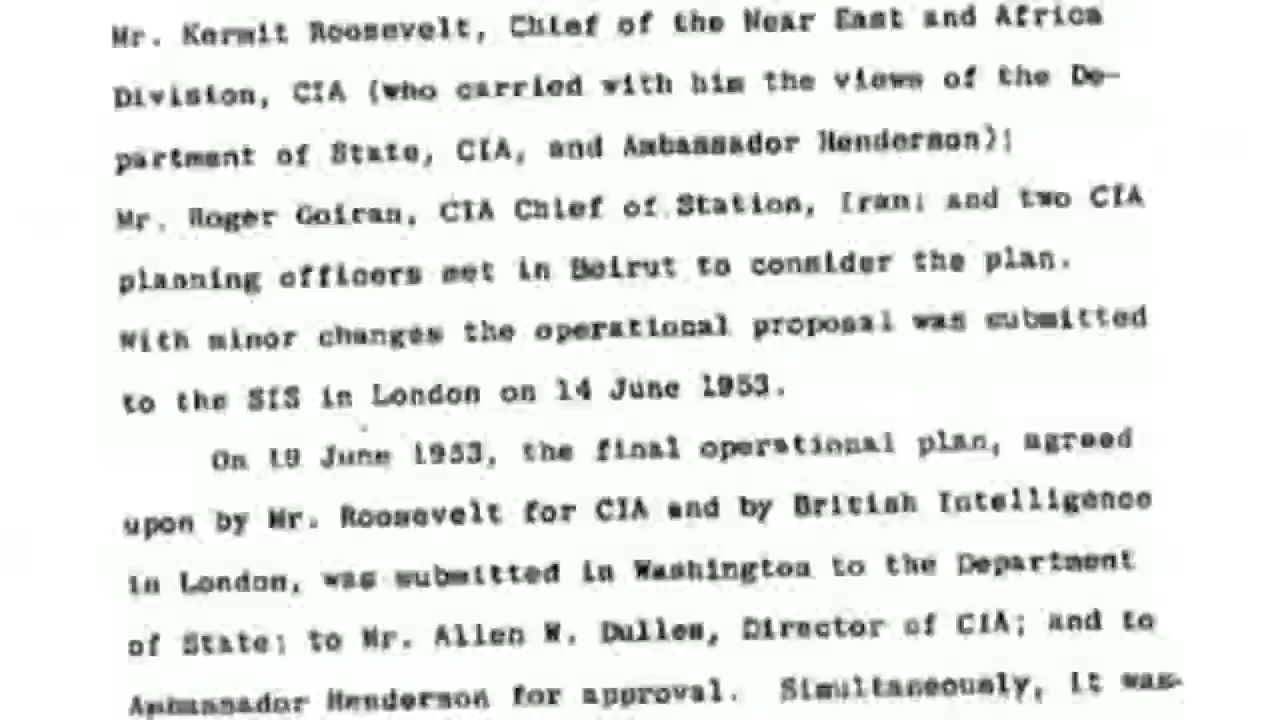 Mr. Kermit Roosevelt, Chief of the Near East and Africa
Division, CIA (who carried with him the views of the De-
partment of State, CIA, and Ambassador Henderson);
Mr. Roger Goiran, CIA Chief of Station, Iran; and two CIA
planning officers met in Beirut to consider the plan.
With minor changes the operational proposal was submitted
to the SIS in London on 14 June 1953.
On 19 June 1953, the final operational plan, agreed
upon by Mr. Roosevelt for CIA and by British Intelligence
in London, was submitted in Washington to the Department
of State; to Mr. Allen W. Dulles, Director of CIA; and to
Ambassador Henderson for approval. Simultaneously, it was